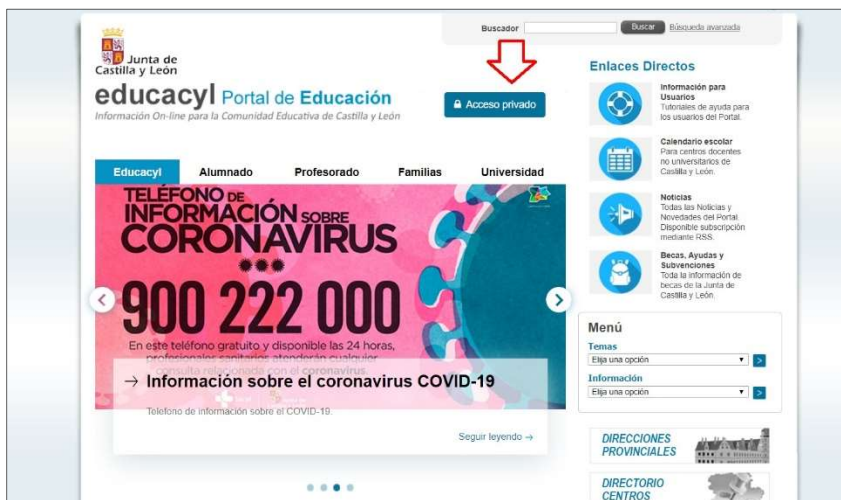 Buscador
Buscar
Búsqueda avanzada
Junta de
Castilla y León
educacyl Portal de Educación
Información On-line para la Comunidad Educativa de Castilla y León
Acceso privado
Educacyl
Alumnado
Profesorado
Familias
Universidad
TELÉFONO DE
INFORMACIÓN SOBRE
CORONAVIRUS
900 222 000
En este teléfono gratuito y disponible las 24 horas,
profesionales sanitarios atenderán cualquier
consulta relacionada con el coronavirus.
→ Información sobre el coronavirus COVID-19
Telefono de información sobre el COVID-19.
Seguir leyendo →
Enlaces Directos
Información para
Usuarios
Tutoriales de ayuda para
los usuarios del Portal.
Calendario escolar
Para centros docentes
no universitarios de
Castilla y León.
Noticias
Todas las Noticias y
Novedades del Portal.
Disponible subscripción
mediante RSS.
Becas, Ayudas y
Subvenciones
Toda la información de
becas de la Junta de
Castilla y León.
Menú
Temas
Elija una opción
>
Información
Elija una opción
>
DIRECCIONES
PROVINCIALES
DIRECTORIO
CENTROS